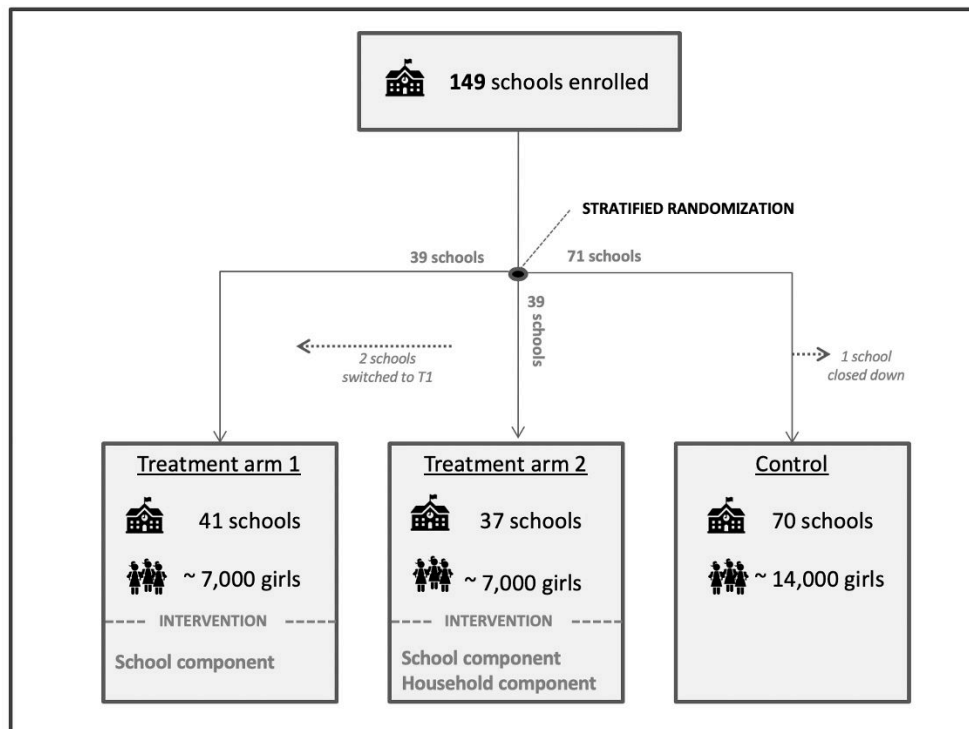 149 schools enrolled
STRATIFIED RANDOMIZATION
39 schools
71 schools
39
schools
2 schools
switched to T1
1 school
closed down
Treatment arm 1
41 schools
~ 7,000 girls
INTERVENTION
School component
Treatment arm 2
37 schools
~ 7,000 girls
INTERVENTION
School component
Household component
Control
70 schools
~ 14,000 girls